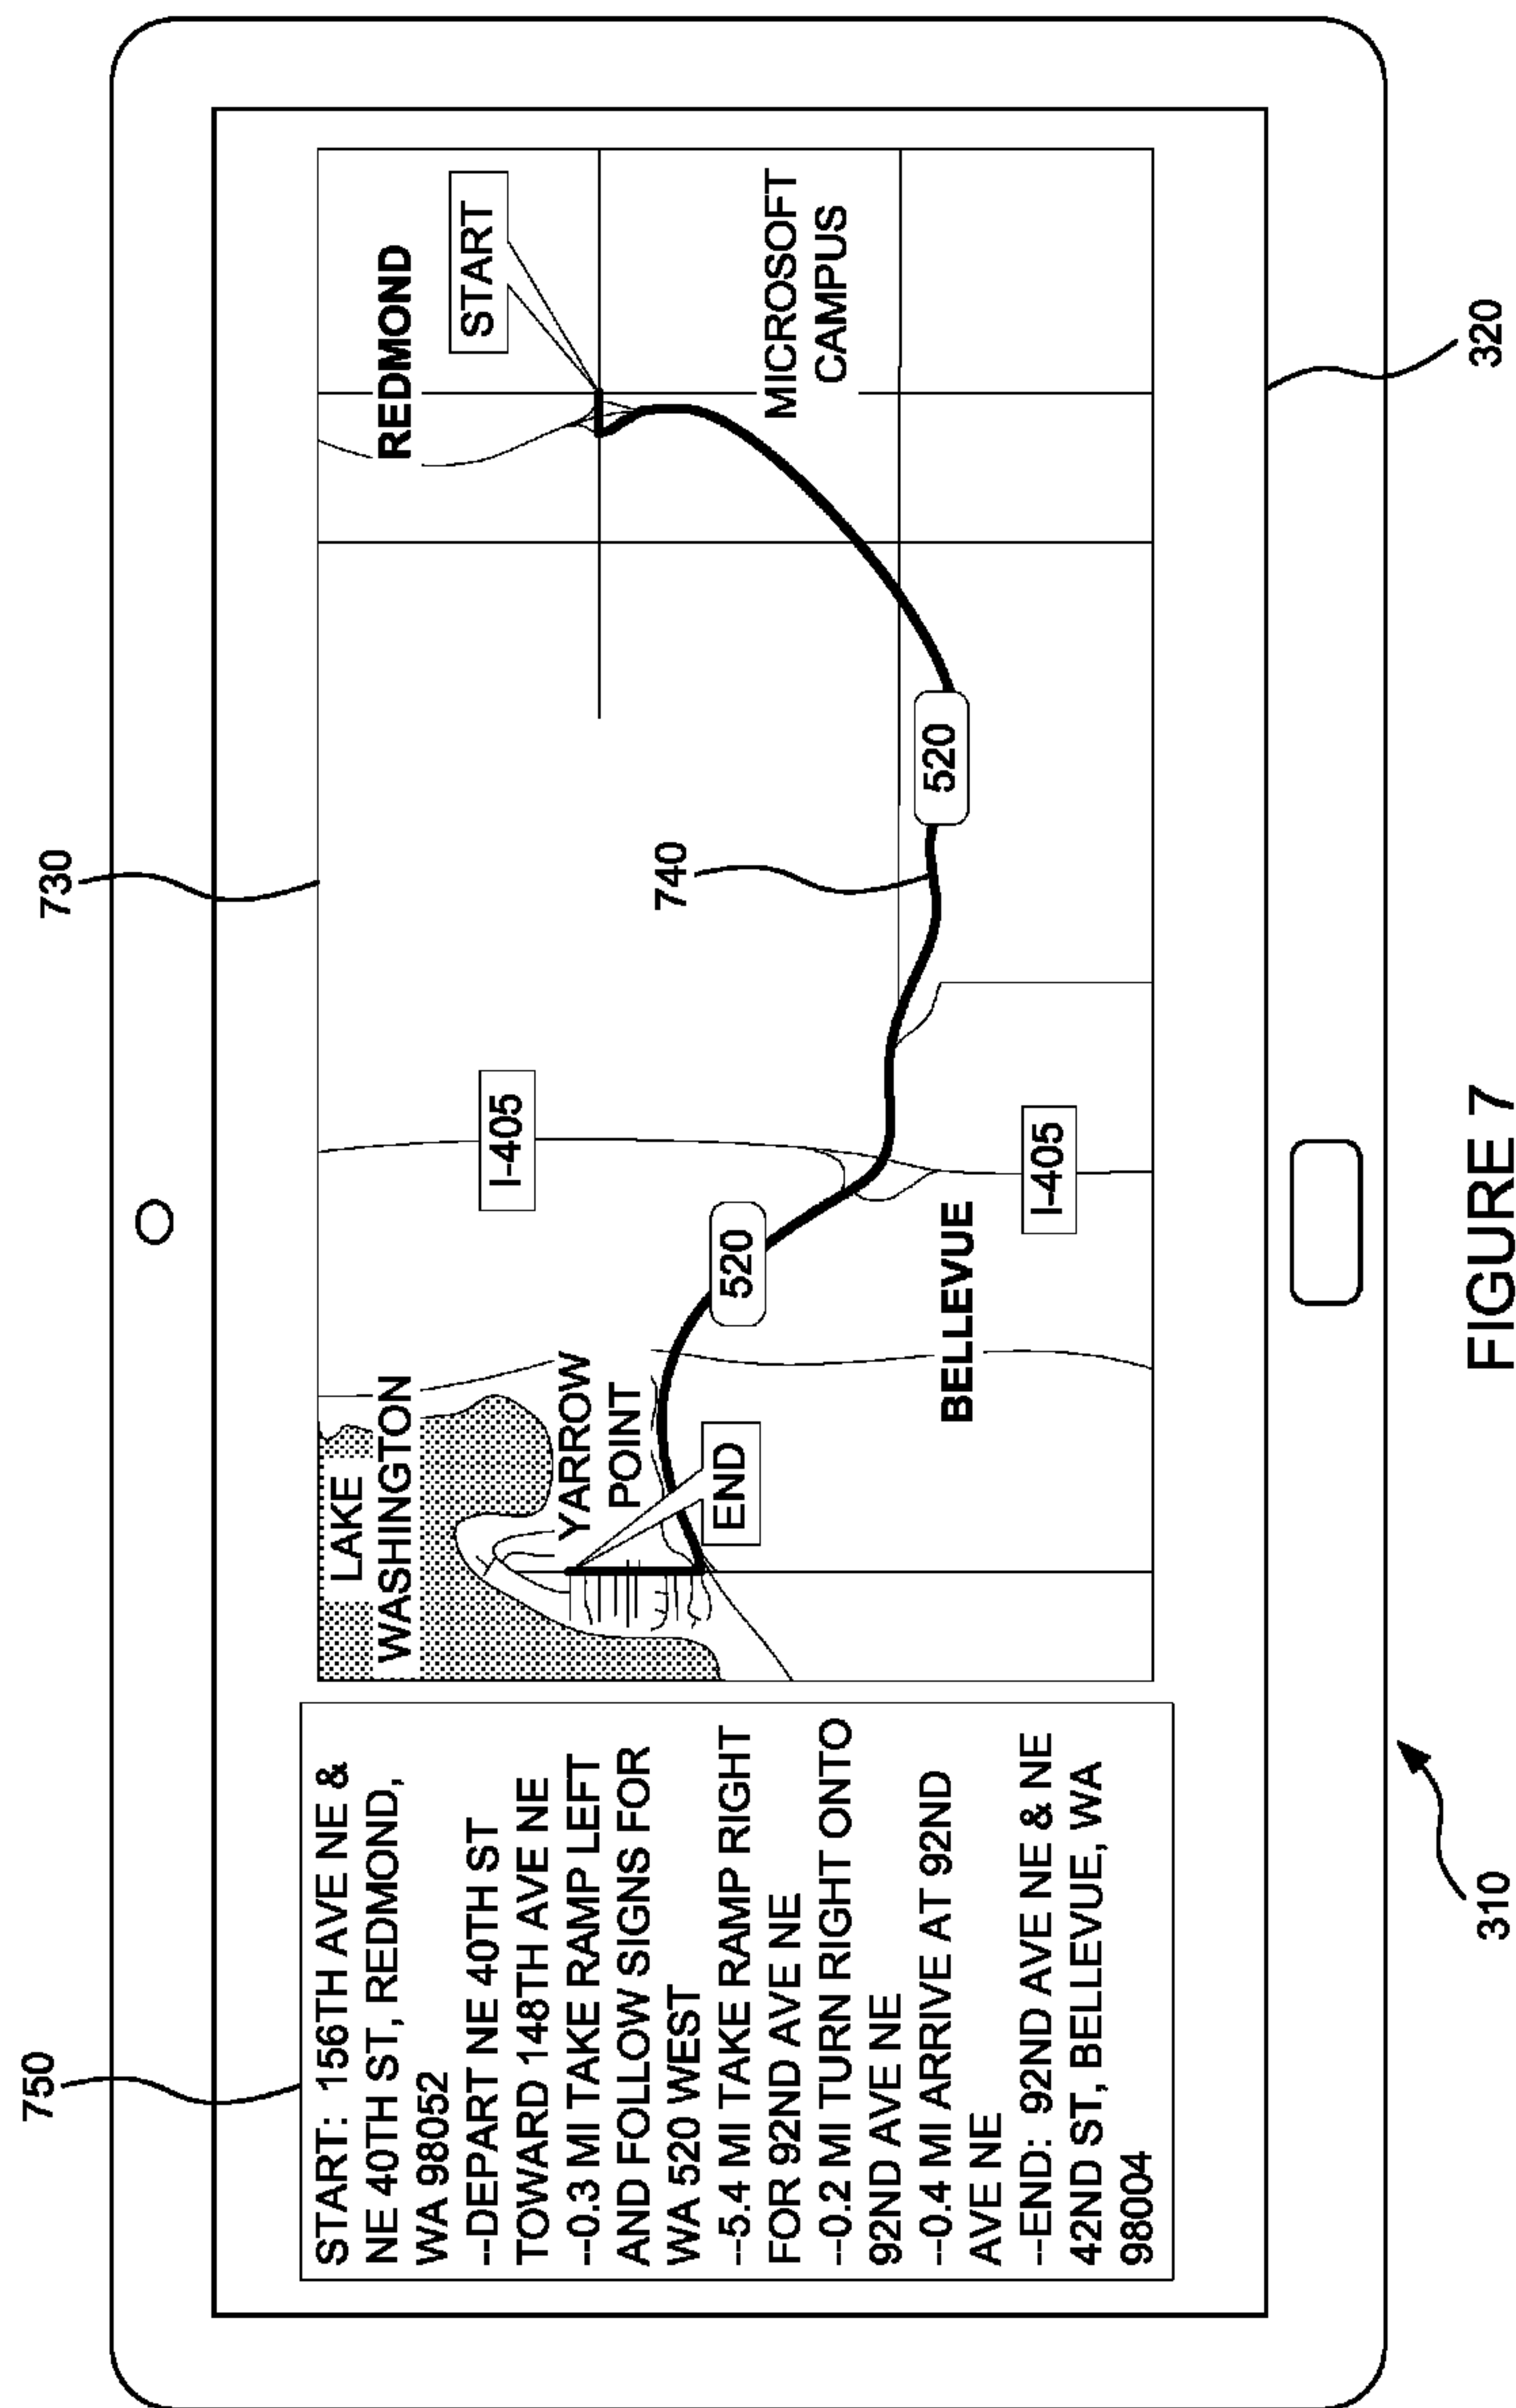 750
730
START: 156TH AVE NE &
NE 40TH ST, REDMOND,
WA 98052
--DEPART NE 40TH ST
TOWARD 148TH AVE NE
--0.3 MI TAKE RAMP LEFT
AND FOLLOW SIGNS FOR
WA 520 WEST
--5.4 MI TAKE RAMP RIGHT
FOR 92ND AVE NE
--0.2 MI TURN RIGHT ONTO
92ND AVE NE
--0.4 MI ARRIVE AT 92ND
AVE NE
--END: 92ND AVE NE & NE
42ND ST, BELLEVUE, WA
98004
LAKE
WASHINGTON
YARROW
POINT
END
520
BELLEVUE
I-405
I-405
740
520
REDMOND
START
MICROSOFT
CAMPUS
310
320
FIGURE 7